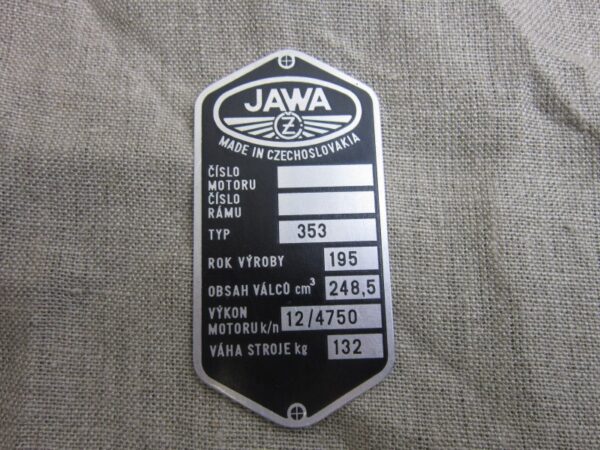 JAWA
ČZ
MADE IN CZECHOSLOVAKIA
ČÍSLO
MOTORU
ČÍSLO
RÁMU
TYP 353
ROK VÝROBY 195
OBSAH VÁLCŮ cm³ 248,5
VÝKON
MOTORU k/n 12/4750
VÁHA STROJE kg 132